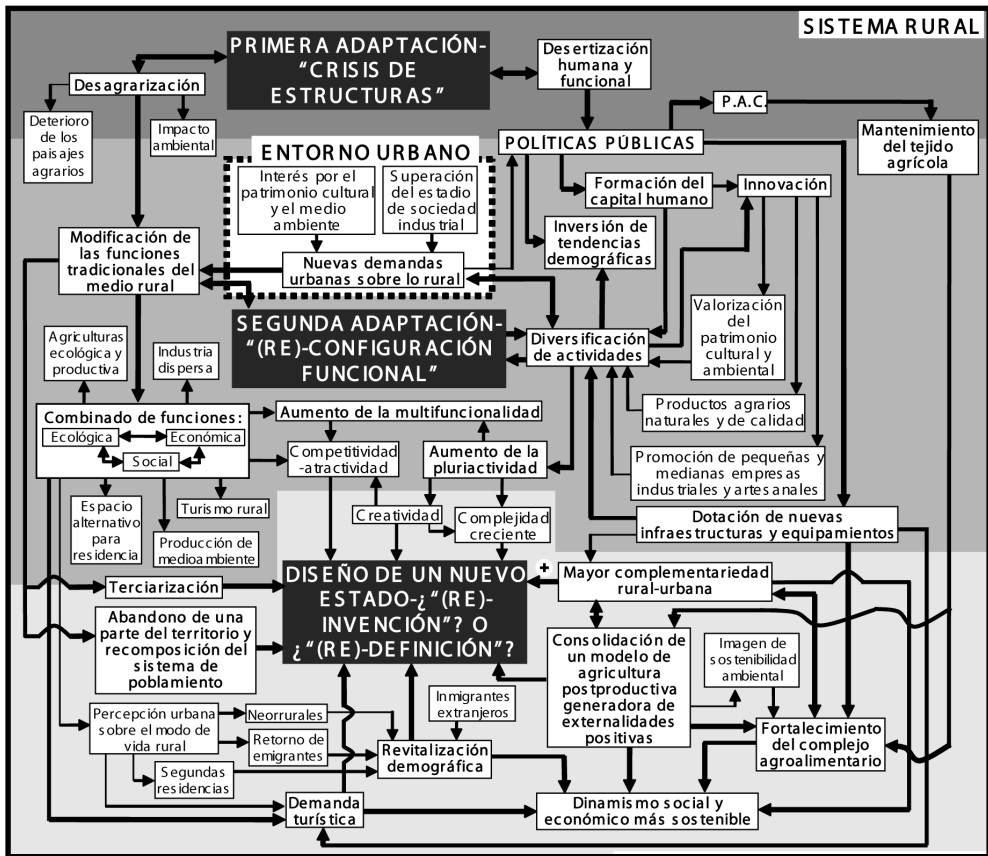 SISTEMA RURAL
PRIMERA ADAPTACIÓN-
“CRISIS DE
ESTRUCTURAS”
Desertización
humana y
funcional
Desagrarización
P.A.C.
Deterioro
de los
paisajes
agrarios
Impacto
ambiental
POLÍTICAS PÚBLICAS
Mantenimiento
del tejido
agrícola
ENTORNO URBANO
Interés por el
patrimonio cultural
y el medio
ambiente
Superación
del estadio
de sociedad
industrial
Formación del
capital humano
Innovación
Inversión de
tendencias
demográficas
Modificación de
las funciones
tradicionales del
medio rural
Nuevas demandas
urbanas sobre lo rural
SEGUNDA ADAPTACIÓN-
“(RE)-CONFIGURACIÓN
FUNCIONAL”
Diversificación
de actividades
Valorización
del
patrimonio
cultural y
ambiental
Agriculturas
ecológica y
productiva
Industria
dispersa
Productos agrarios
naturales y de calidad
Combinado de funciones:
Ecológica
Económica
Social
Aumento de la multifuncionalidad
Competitividad
-atractividad
Aumento de la
pluriactividad
Promoción de pequeñas y
medianas empresas
industriales y artesanales
Espacio
alternativo
para
residencia
Turismo rural
Producción de
medioambiente
Creatividad
Complejidad
creciente
Dotación de nuevas
infraestructuras y equipamientos
Terciarización
DISEÑO DE UN NUEVO
ESTADO-¿“(RE)-
INVENCIÓN”? O
¿“(RE)-DEFINICIÓN”?
+
Mayor complementariedad
rural-urbana
Abandono de una
parte del territorio y
recomposición del
sistema de
poblamiento
Consolidación de
un modelo de
agricultura
postproductiva
generadora de
externalidades
positivas
Imagen de
sostenibilidad
ambiental
Percepción urbana
sobre el modo de
vida rural
Neorrurales
Inmigrantes
extranjeros
Retorno de
emigrantes
Revitalización
demográfica
Fortalecimiento
del complejo
agroalimentario
Segundas
residencias
Demanda
turística
Dinamismo social y
económico más sostenible